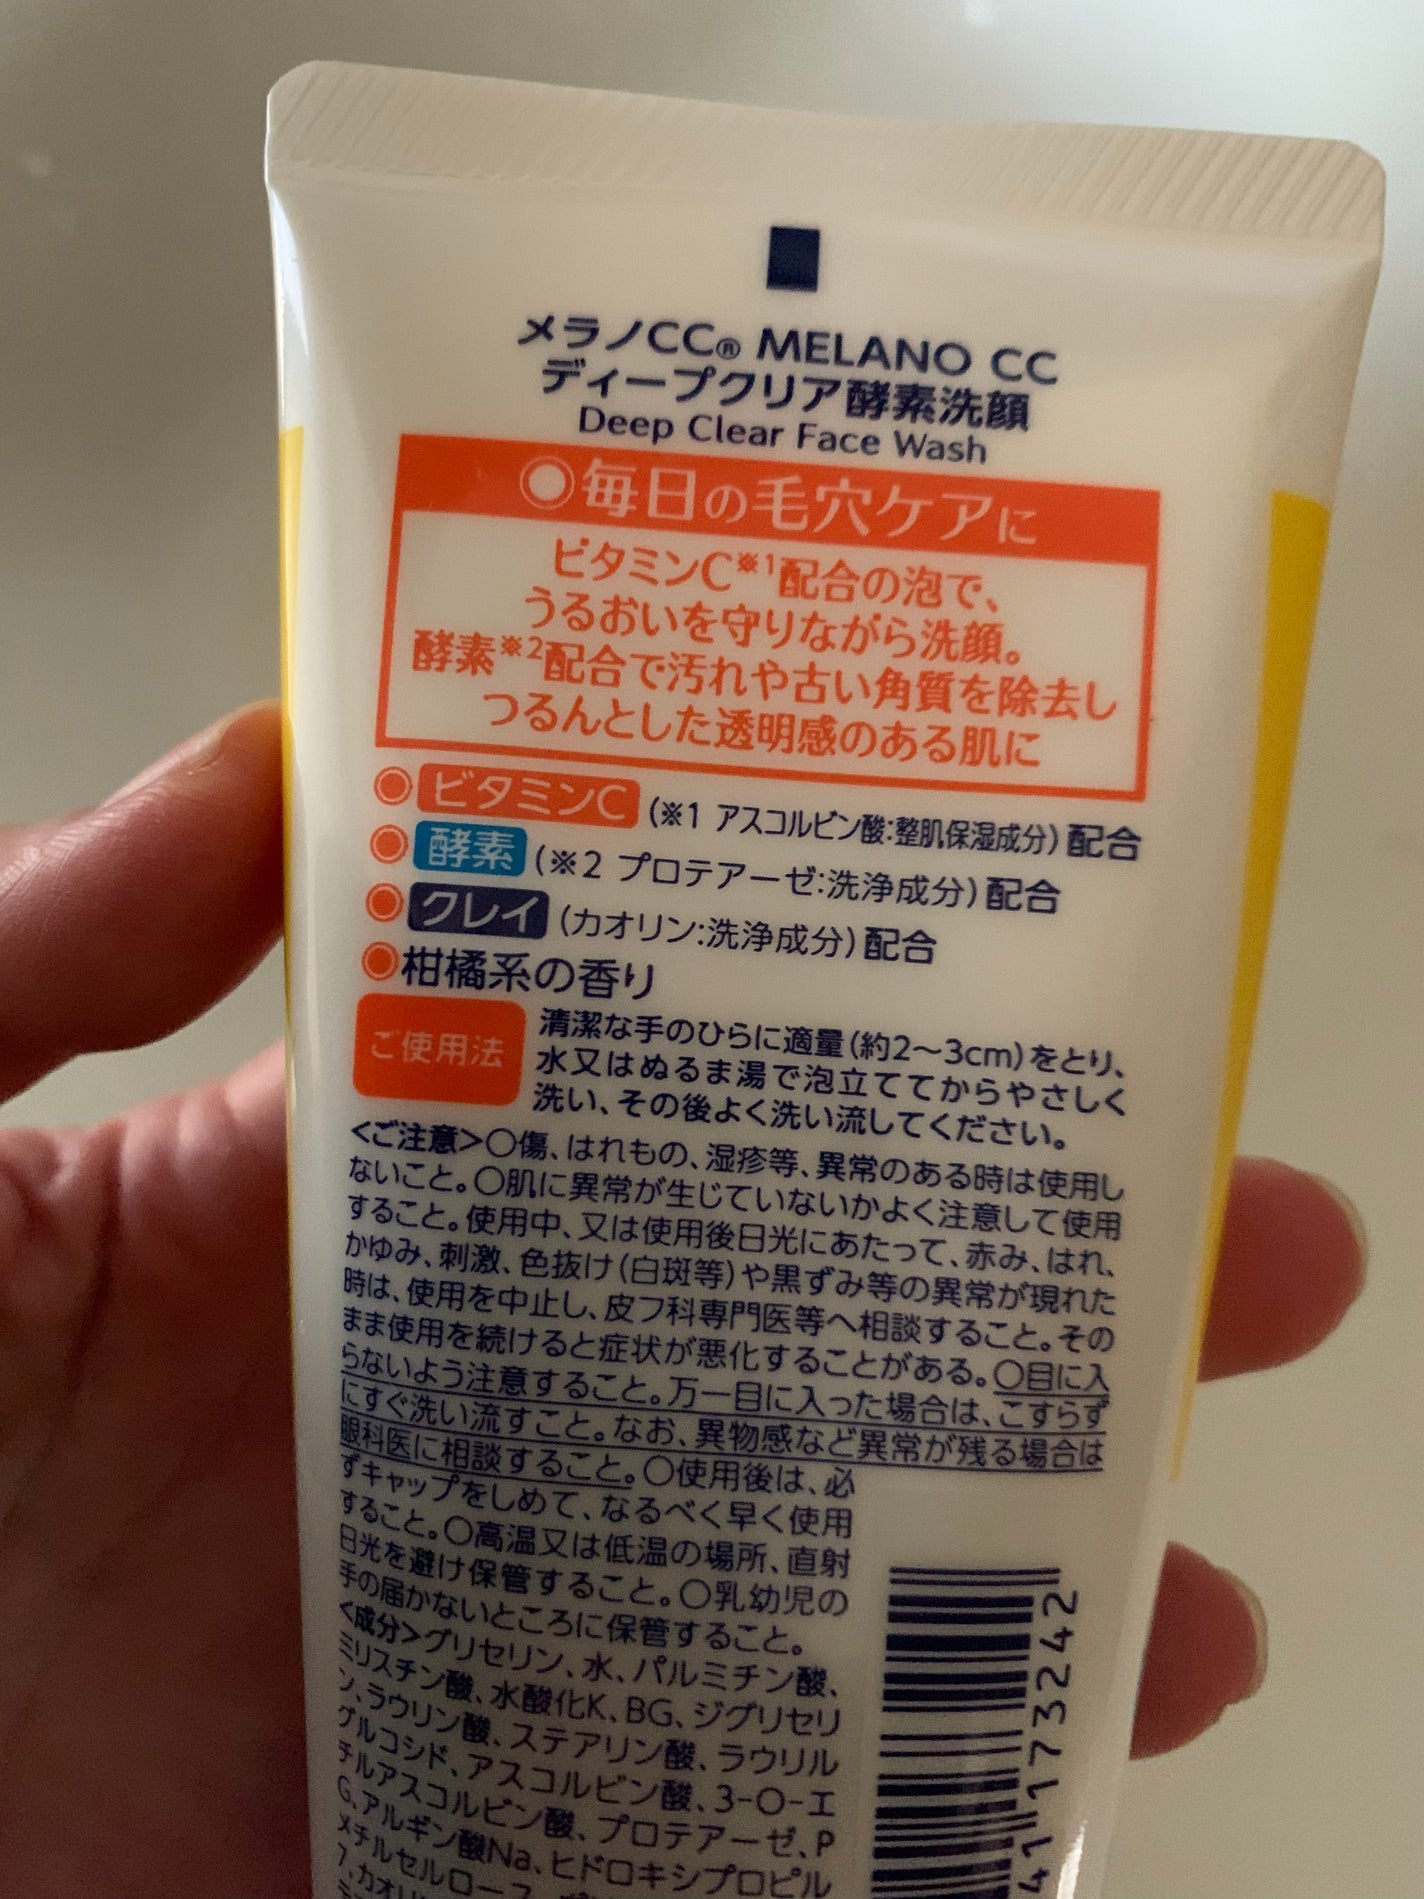 メラノCC® MELANO CC
ディープクリア酵素洗顔
Deep Clear Face Wash
◎毎日の毛穴ケアに
ビタミンC※1配合の泡で、
うるおいを守りながら洗顔。
酵素※2配合で汚れや古い角質を除去し
つるんとした透明感のある肌に
◎ビタミンC(※1 アスコルビン酸:整肌保湿成分)配合
◎酵素(※2 プロテアーゼ:洗浄成分)配合
◎クレイ(カオリン:洗浄成分)配合
◎柑橘系の香り
ご使用法
清潔な手のひらに適量(約2〜3cm)をとり、
水又はぬるま湯で泡立ててからやさしく
洗い、その後よく洗い流してください。
<ご注意>○傷、はれもの、湿疹等、異常のある時は使用し
ないこと。○肌に異常が生じていないかよく注意して使用
すること。使用中、又は使用後日光にあたって、赤み、はれ、
かゆみ、刺激、色抜け(白斑等)や黒ずみ等の異常が現れた
時は、使用を中止し、皮フ科専門医等へ相談すること。その
まま使用を続けると症状が悪化することがある。○目に入
らないよう注意すること。万一目に入った場合は、こすらず
にすぐ洗い流すこと。なお、異物感など異常が残る場合は
眼科医に相談すること。○使用後は、必
ずキャップをしめて、なるべく早く使用
すること。○高温又は低温の場所、直射
日光を避け保管すること。○乳幼児の
手の届かないところに保管すること。
<成分>グリセリン、水、パルミチン酸、
ミリスチン酸、水酸化K、BG、ジグリセリ
ン、ラウリン酸、ステアリン酸、ラウリル
グルコシド、アスコルビン酸、3-O-エ
チルアスコルビン酸、プロテアーゼ、P
G、アルギン酸Na、ヒドロキシプロピル
メチルセルロース
41173242